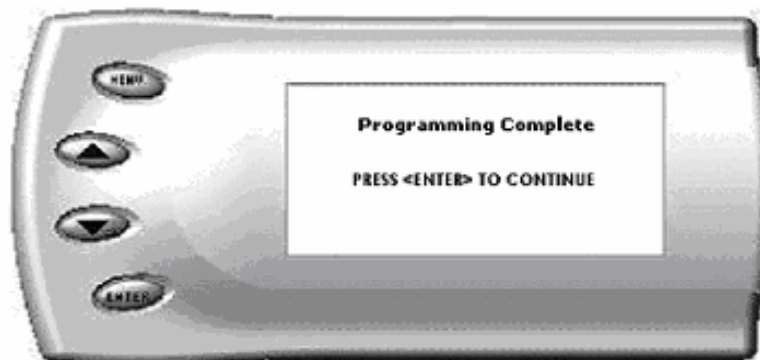 MENU
Programming Complete
PRESS <ENTER> TO CONTINUE
ENTER